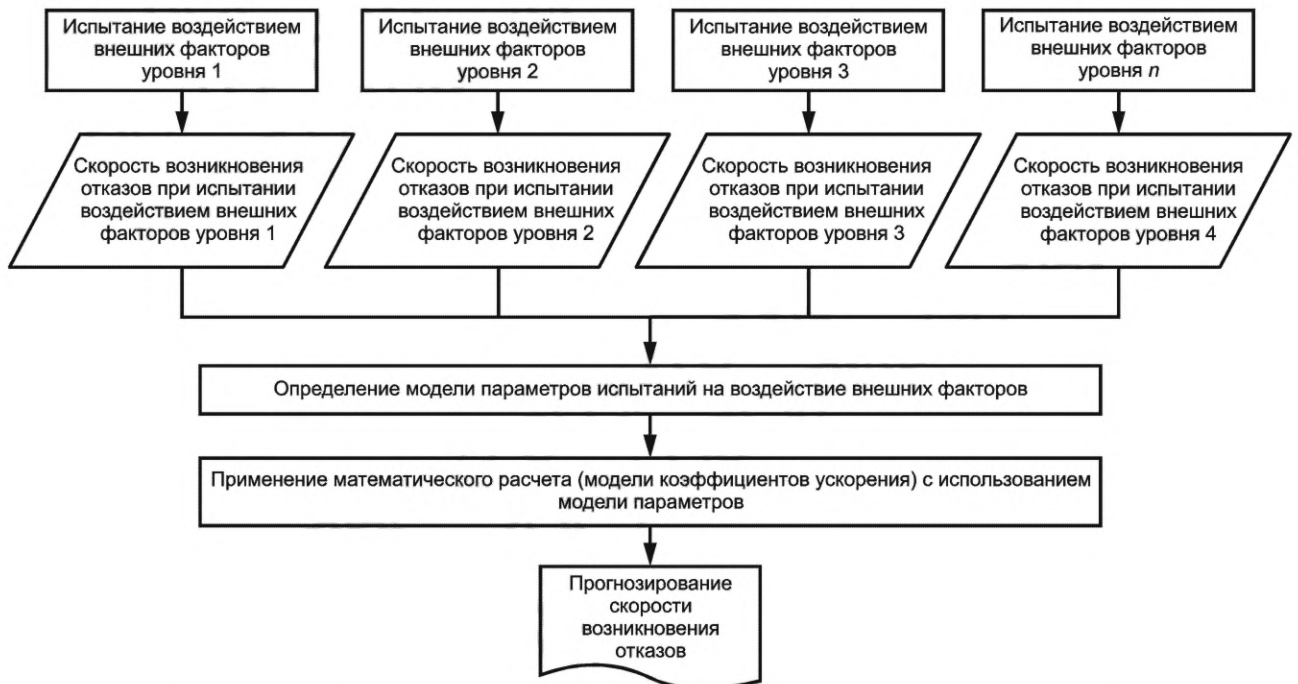 Испытание воздействием
внешних факторов
уровня 1
Испытание воздействием
внешних факторов
уровня 2
Испытание воздействием
внешних факторов
уровня 3
Испытание воздействием
внешних факторов
уровня n
Скорость возникновения
отказов при испытании
воздействием внешних
факторов уровня 1
Скорость возникновения
отказов при испытании
воздействием внешних
факторов уровня 2
Скорость возникновения
отказов при испытании
воздействием внешних
факторов уровня 3
Скорость возникновения
отказов при испытании
воздействием внешних
факторов уровня 4
Определение модели параметров испытаний на воздействие внешних факторов
Применение математического расчета (модели коэффициентов ускорения) с использованием
модели параметров
Прогнозирование
скорости
возникновения
отказов